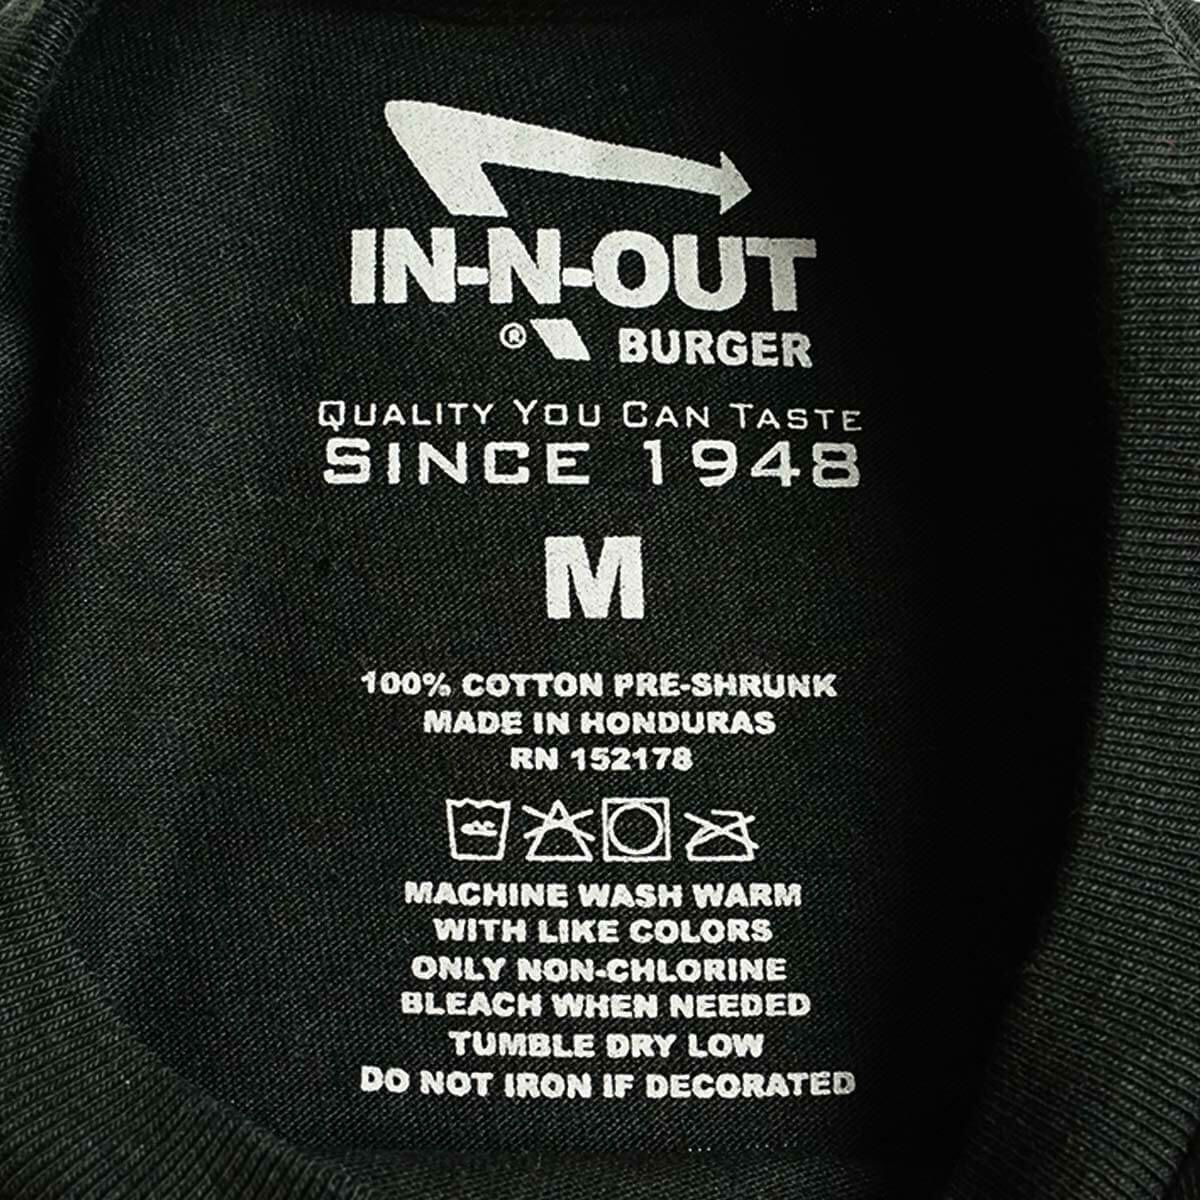 IN-N-OUT
® BURGER
QUALITY YOU CAN TASTE
SINCE 1948
M
100% COTTON PRE-SHRUNK
MADE IN HONDURAS
RN 152178
MACHINE WASH WARM
WITH LIKE COLORS
ONLY NON-CHLORINE
BLEACH WHEN NEEDED
TUMBLE DRY LOW
DO NOT IRON IF DECORATED